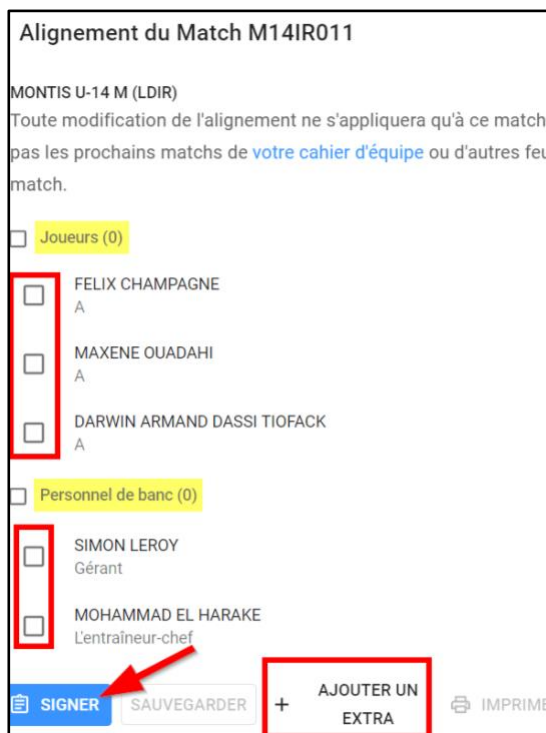 Alignement du Match M14IR011
MONTIS U-14 M (LDIR)
Toute modification de l'alignement ne s'appliquera qu'à ce match
pas les prochains matchs de votre cahier d'équipe ou d'autres feu
match.
Joueurs (0)
FELIX CHAMPAGNE
A
MAXENE OUADAHI
A
DARWIN ARMAND DASSI TIOFACK
A
Personnel de banc (0)
SIMON LEROY
Gérant
MOHAMMAD EL HARAKE
L'entraîneur-chef
SIGNER SAUVEGARDER + AJOUTER UN IMPRIME
EXTRA